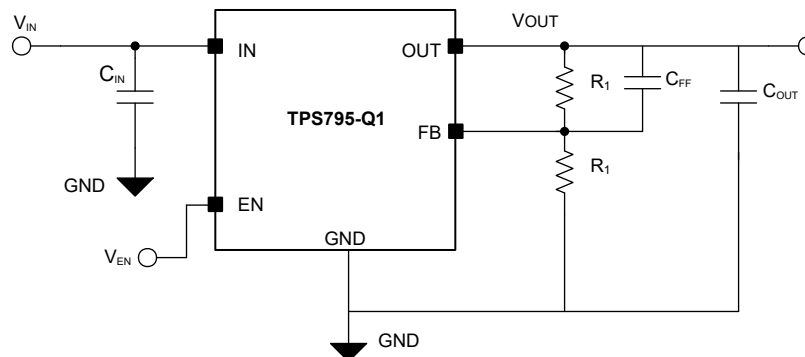 VIN
VOUT
IN
OUT
CIN
R1
CFF
COUT
TPS795-Q1
FB
R1
GND
EN
GND
VEN
GND